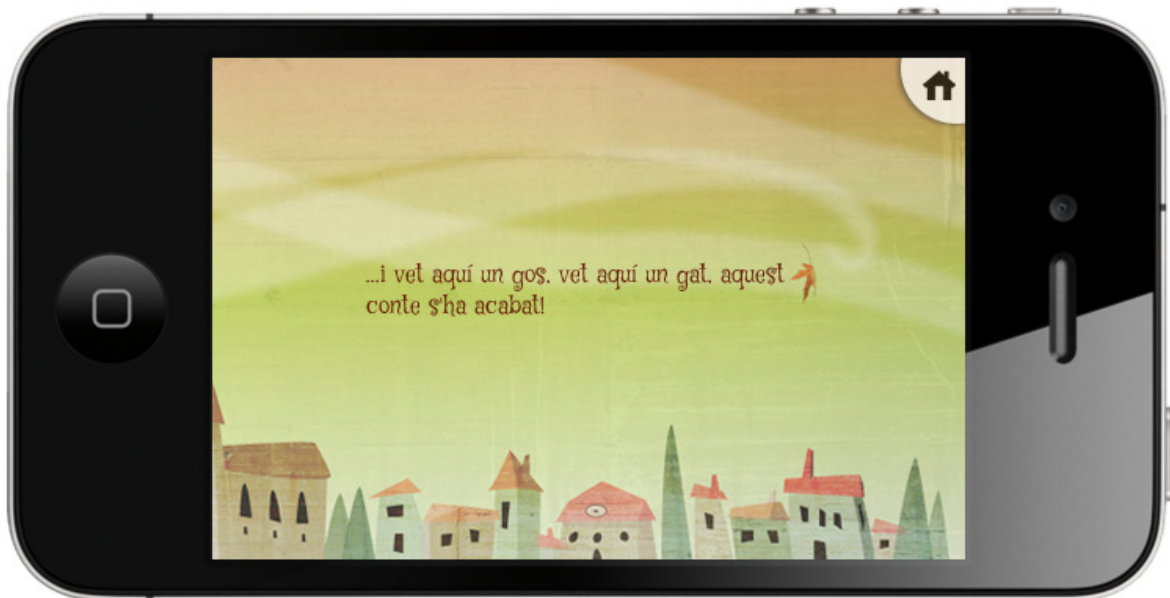 ...i vet aquí un gos, vet aquí un gat, aquest
conte s'ha acabat!